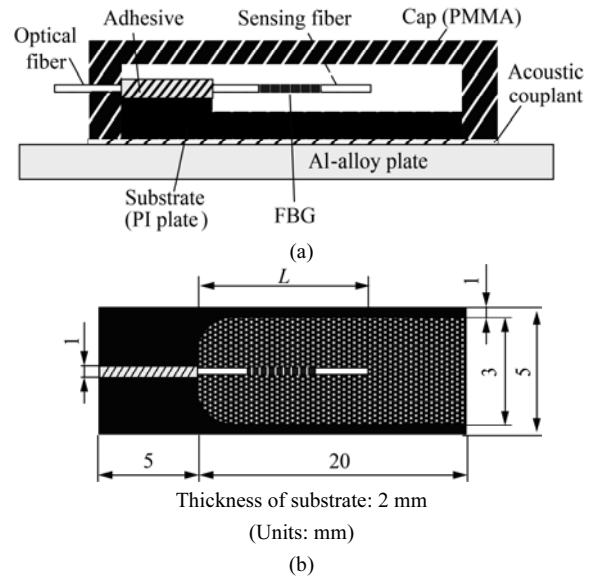 Cap (PMMA)
Adhesive
Sensing fiber
Optical
fiber
Acoustic
couplant
Al-alloy plate
Substrate
(PI plate)
FBG
(a)
L
1
1
3
5
5
20
Thickness of substrate: 2 mm
(Units: mm)
(b)